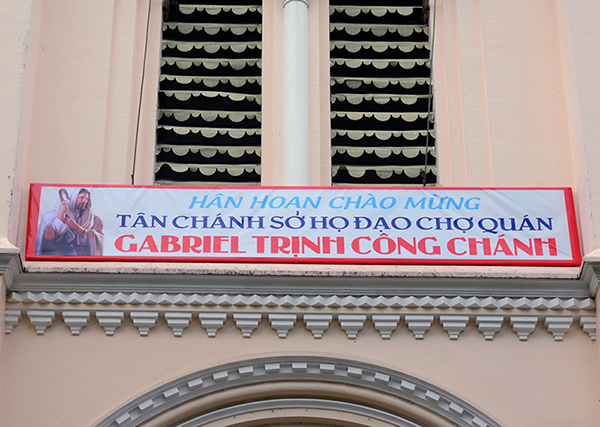 HÂN HOAN CHÀO MỪNG
TÂN CHÁNH SỞ HỌ ĐẠO CHỢ QUÁN
GABRIEL TRỊNH CÔNG CHÁNH